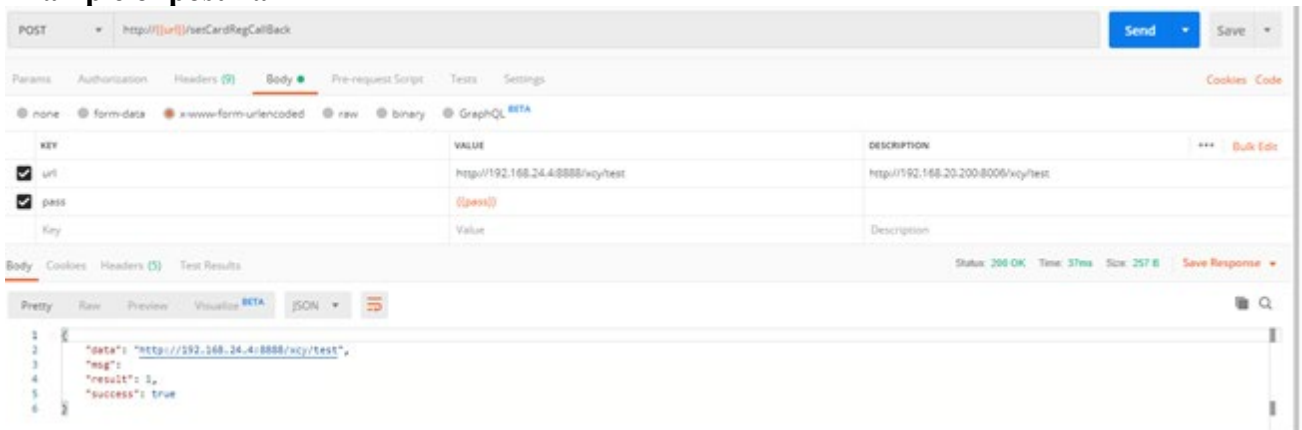 POST http://{{url}}/setCardRegCallBack Send Save
Params Authorization Headers (9) Body Pre-request Script Tests Settings Cookies Code
none form-data x-www-form-urlencoded raw binary GraphQL BETA
KEY VALUE DESCRIPTION Bulk Edit
url http://192.168.24.4:8888/xcy/test http://192.168.20.200:8006/xcy/test
pass {{pass}}
Key Value Description
Body Cookies Headers (5) Test Results Status: 200 OK Time: 37ms Size: 257 B Save Response
Pretty Raw Preview Visualize BETA JSON
1 {
2 "data": "http://192.168.24.4:8888/xcy/test",
3 "msg":
4 "result": 1,
5 "success": true
6 }